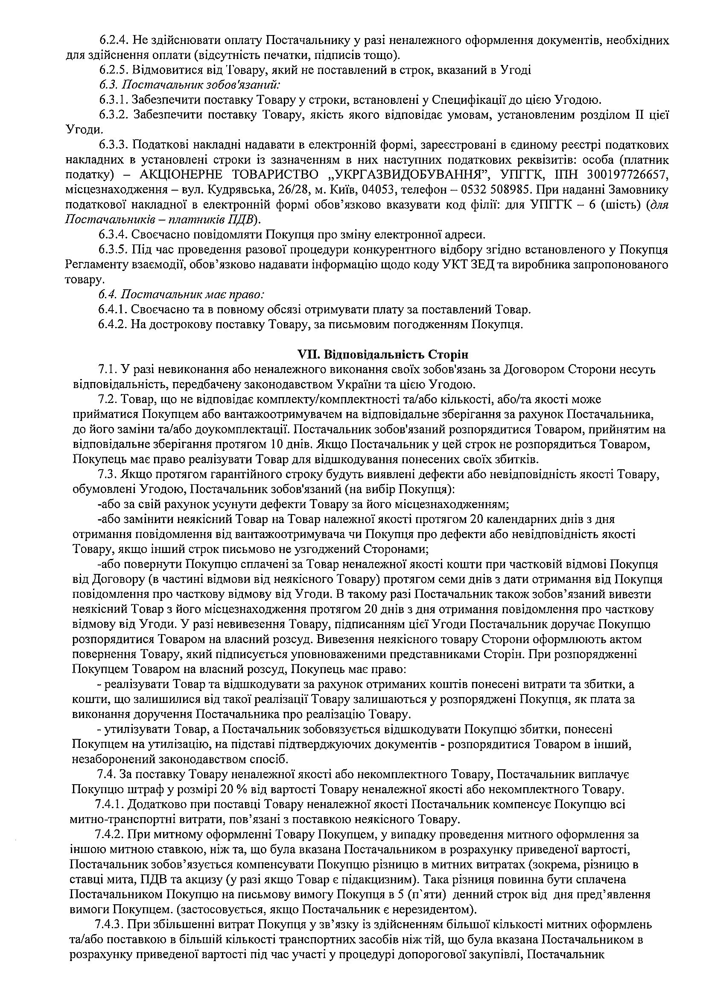 6.2.4. Не здійснювати оплату Постачальнику у разі неналежного оформлення документів, необхідних
для здійснення оплати (відсутність печатки, підписів тощо).
6.2.5. Відмовитися від Товару, який не поставлений в строк, вказаний в Угоді
6.3. Постачальник зобов'язаний:
6.3.1. Забезпечити поставку Товару у строки, встановлені у Специфікації до цією Угодою.
6.3.2. Забезпечити поставку Товару, якість якого відповідає умовам, установленим розділом II цієї
Угоди.
6.3.3. Податкові накладні надавати в електронній формі, зареєстровані в єдиному реєстрі податкових
накладних в установлені строки із зазначенням в них наступних податкових реквізитів: особа (платник
податку) – АКЦІОНЕРНЕ ТОВАРИСТВО „УКРГАЗВИДОБУВАННЯ”, УПГГК, ІПН 300197726657,
місцезнаходження – вул. Кудрявська, 26/28, м. Київ, 04053, телефон – 0532 508985. При наданні Замовнику
податкової накладної в електронній формі обов’язково вказувати код філії: для УПГГК – 6 (шість) (для
Постачальників – платників ПДВ).
6.3.4. Своєчасно повідомляти Покупця про зміну електронної адреси.
6.3.5. Під час проведення разової процедури конкурентного відбору згідно встановленого у Покупця
Регламенту взаємодії, обов’язково надавати інформацію щодо коду УКТ ЗЕД та виробника запропонованого
товару.
6.4. Постачальник має право:
6.4.1. Своєчасно та в повному обсязі отримувати плату за поставлений Товар.
6.4.2. На дострокову поставку Товару, за письмовим погодженням Покупця.
VII. Відповідальність Сторін
7.1. У разі невиконання або неналежного виконання своїх зобов'язань за Договором Сторони несуть
відповідальність, передбачену законодавством України та цією Угодою.
7.2. Товар, що не відповідає комплекту/комплектності та/або кількості, або/та якості може
прийматися Покупцем або вантажоотримувачем на відповідальне зберігання за рахунок Постачальника,
до його заміни та/або доукомплектації. Постачальник зобов'язаний розпорядитися Товаром, прийнятим на
відповідальне зберігання протягом 10 днів. Якщо Постачальник у цей строк не розпорядиться Товаром,
Покупець має право реалізувати Товар для відшкодування понесених своїх збитків.
7.3. Якщо протягом гарантійного строку будуть виявлені дефекти або невідповідність якості Товару,
обумовлені Угодою, Постачальник зобов'язаний (на вибір Покупця):
-або за свій рахунок усунути дефекти Товару за його місцезнаходженням;
-або замінити неякісний Товар на Товар належної якості протягом 20 календарних днів з дня
отримання повідомлення від вантажоотримувача чи Покупця про дефекти або невідповідність якості
Товару, якщо інший строк письмово не узгоджений Сторонами;
-або повернути Покупцю сплачені за Товар неналежної якості кошти при частковій відмові Покупця
від Договору (в частині відмови від неякісного Товару) протягом семи днів з дати отримання від Покупця
повідомлення про часткову відмову від Угоди. В такому разі Постачальник також зобов’язаний вивезти
неякісний Товар з його місцезнаходження протягом 20 днів з дня отримання повідомлення про часткову
відмову від Угоди. У разі невивезення Товару, підписанням цієї Угоди Постачальник доручає Покупцю
розпорядитися Товаром на власний розсуд. Вивезення неякісного товару Сторони оформлюють актом
повернення Товару, який підписується уповноваженими представниками Сторін. При розпорядженні
Покупцем Товаром на власний розсуд, Покупець має право:
- реалізувати Товар та відшкодувати за рахунок отриманих коштів понесені витрати та збитки, а
кошти, що залишилися від такої реалізації Товару залишаються у розпоряджені Покупця, як плата за
виконання доручення Постачальника про реалізацію Товару.
- утилізувати Товар, а Постачальник зобовязується відшкодувати Покупцю збитки, понесені
Покупцем на утилізацію, на підставі підтверджуючих документів - розпорядитися Товаром в інший,
незаборонений законодавством спосіб.
7.4. За поставку Товару неналежної якості або некомплектного Товару, Постачальник виплачує
Покупцю штраф у розмірі 20 % від вартості Товару неналежної якості або некомплектного Товару.
7.4.1. Додатково при поставці Товару неналежної якості Постачальник компенсує Покупцю всі
митно-транспортні витрати, пов’язані з поставкою неякісного Товару.
7.4.2. При митному оформленні Товару Покупцем, у випадку проведення митного оформлення за
іншою митною ставкою, ніж та, що була вказана Постачальником в розрахунку приведеної вартості,
Постачальник зобов’язується компенсувати Покупцю різницю в митних витратах (зокрема, різницю в
ставці мита, ПДВ та акцизу (у разі якщо Товар є підакцизним). Така різниця повинна бути сплачена
Постачальником Покупцю на письмову вимогу Покупця в 5 (п`яти) денний строк від дня пред’явлення
вимоги Покупцем. (застосовується, якщо Постачальник є нерезидентом).
7.4.3. При збільшенні витрат Покупця у зв’язку із здійсненням більшої кількості митних оформлень
та/або поставкою в більшій кількості транспортних засобів ніж тій, що була вказана Постачальником в
розрахунку приведеної вартості під час участі у процедурі допорогової закупівлі, Постачальник